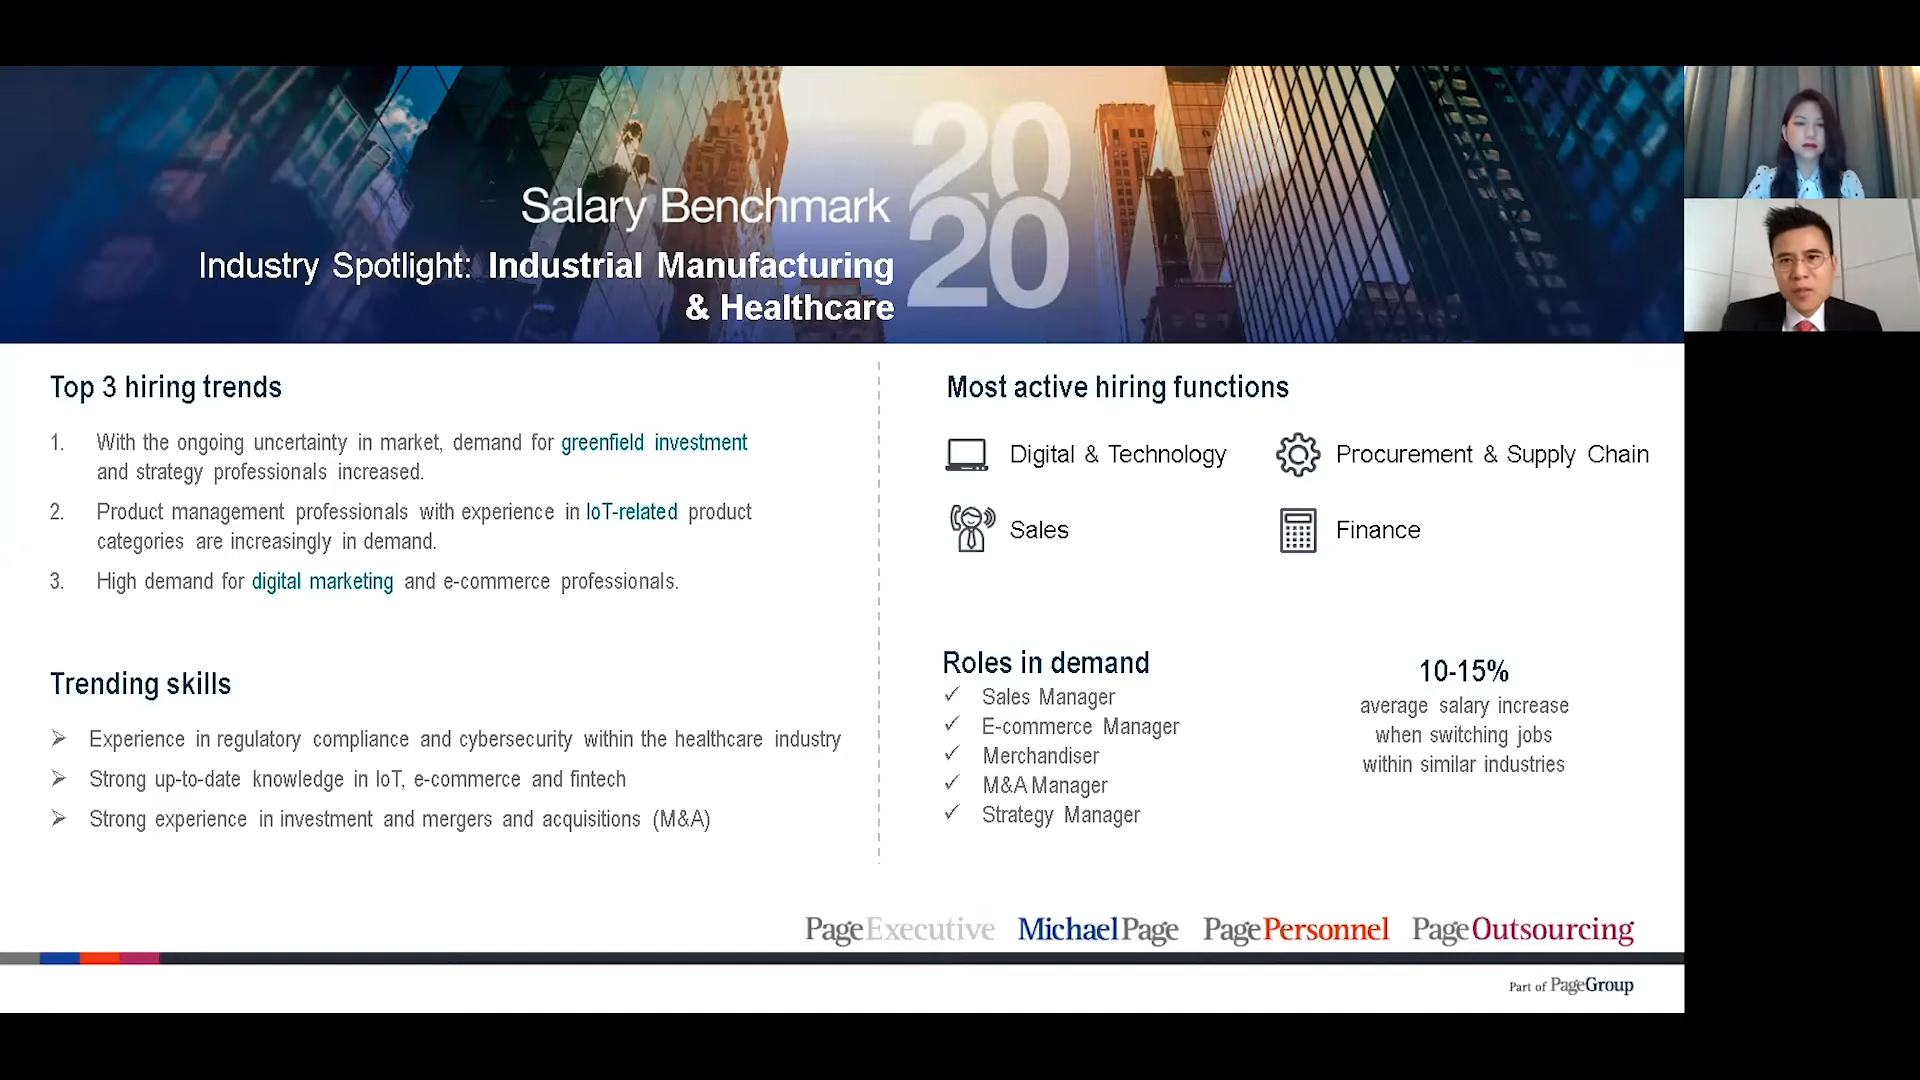 Salary Benchmark
20
20
Industry Spotlight: Industrial Manufacturing
& Healthcare
Top 3 hiring trends
1. With the ongoing uncertainty in market, demand for greenfield investment
and strategy professionals increased.
2. Product management professionals with experience in IoT-related product
categories are increasingly in demand.
3. High demand for digital marketing and e-commerce professionals.
Trending skills
Experience in regulatory compliance and cybersecurity within the healthcare industry
Strong up-to-date knowledge in IoT, e-commerce and fintech
Strong experience in investment and mergers and acquisitions (M&A)
Most active hiring functions
Digital & Technology
Procurement & Supply Chain
Sales
Finance
Roles in demand
✓ Sales Manager
✓ E-commerce Manager
✓ Merchandiser
✓ M&A Manager
✓ Strategy Manager
10-15%
average salary increase
when switching jobs
within similar industries
PageExecutive MichaelPage PagePersonnel PageOutsourcing
Part of PageGroup